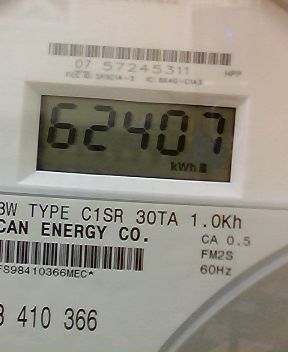 07 57245311
HPP
62407
kWh
3W TYPE C1SR 30TA 1.0Kh
CAN ENERGY CO.
CA 0.5
FM2S
60Hz
FS98410366MEC*
410 366